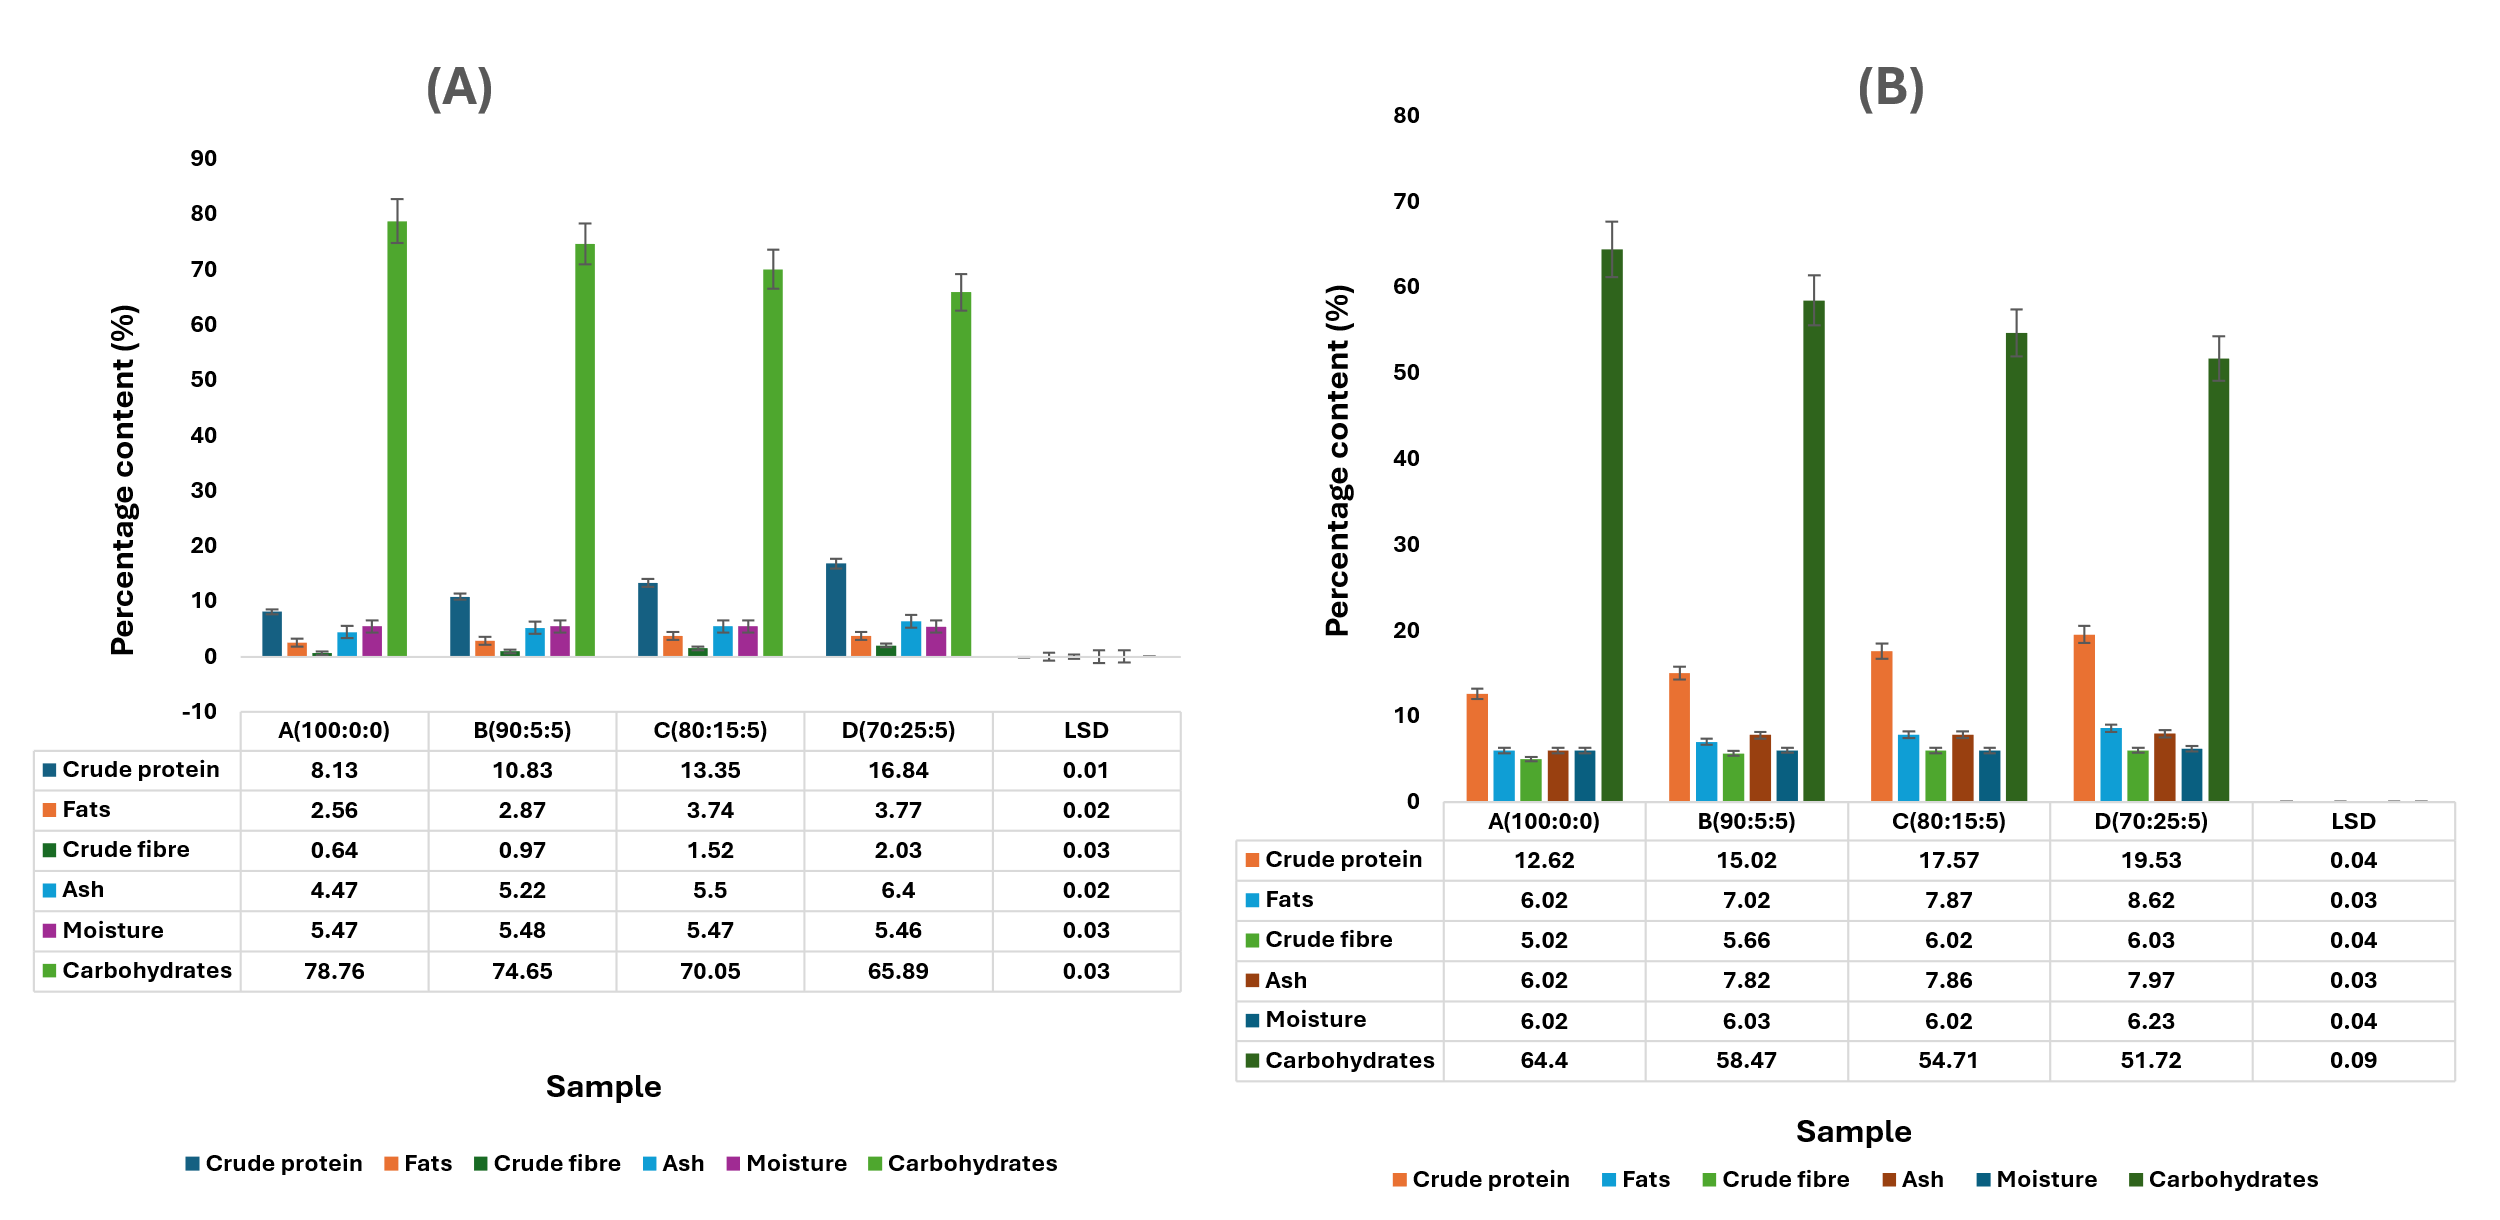 (A)
90
80
70
60
50
40
30
20
10
0
-10
Percentage content (%)
A(100:0:0) B(90:5:5) C(80:15:5) D(70:25:5) LSD
Crude protein 8.13 10.83 13.35 16.84 0.01
Fats 2.56 2.87 3.74 3.77 0.02
Crude fibre 0.64 0.97 1.52 2.03 0.03
Ash 4.47 5.22 5.5 6.4 0.02
Moisture 5.47 5.48 5.47 5.46 0.03
Carbohydrates 78.76 74.65 70.05 65.89 0.03
Sample
Crude protein Fats Crude fibre Ash Moisture Carbohydrates
(B)
80
70
60
50
40
30
20
10
0
Percentage content (%)
A(100:0:0) B(90:5:5) C(80:15:5) D(70:25:5) LSD
Crude protein 12.62 15.02 17.57 19.53 0.04
Fats 6.02 7.02 7.87 8.62 0.03
Crude fibre 5.02 5.66 6.02 6.03 0.04
Ash 6.02 7.82 7.86 7.97 0.03
Moisture 6.02 6.03 6.02 6.23 0.04
Carbohydrates 64.4 58.47 54.71 51.72 0.09
Sample
Crude protein Fats Crude fibre Ash Moisture Carbohydrates